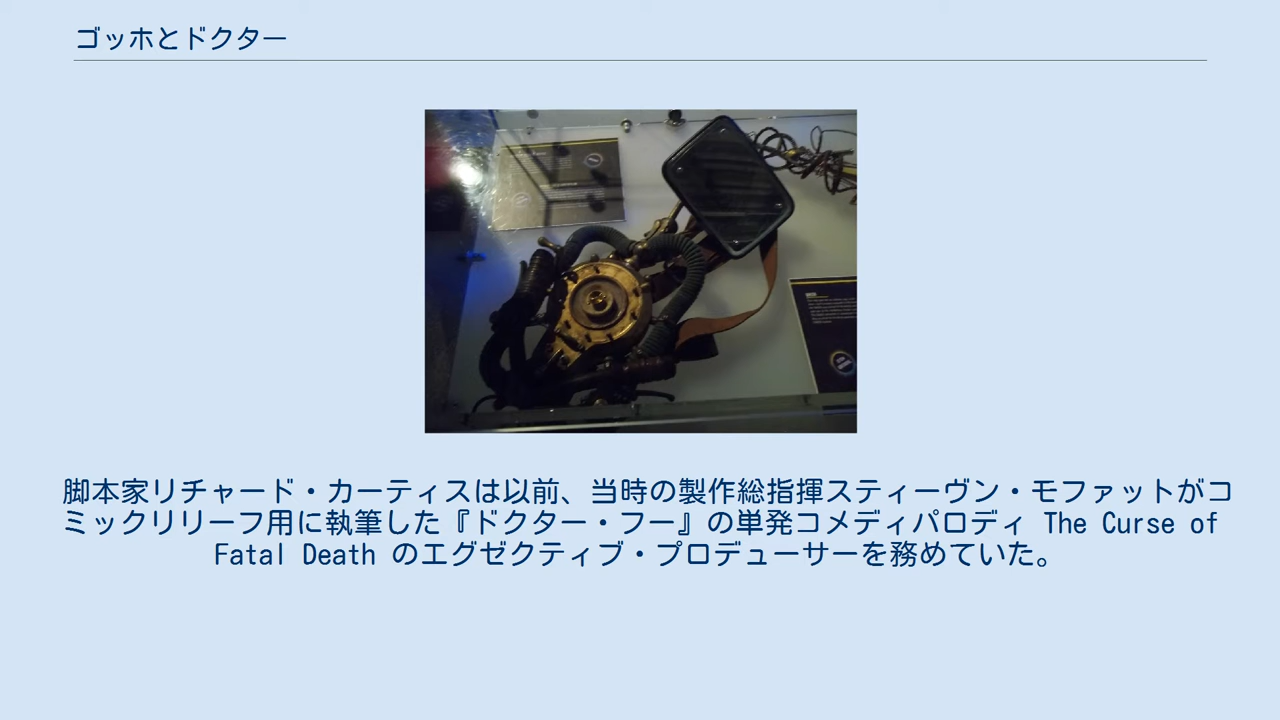 ゴッホとドクター
脚本家リチャード・カーティスは以前、当時の製作総指揮スティーヴン・モファットがコ
ミックリリーフ用に執筆した『ドクター・フー』の単発コメディパロディ The Curse of
Fatal Death のエグゼクティブ・プロデューサーを務めていた。